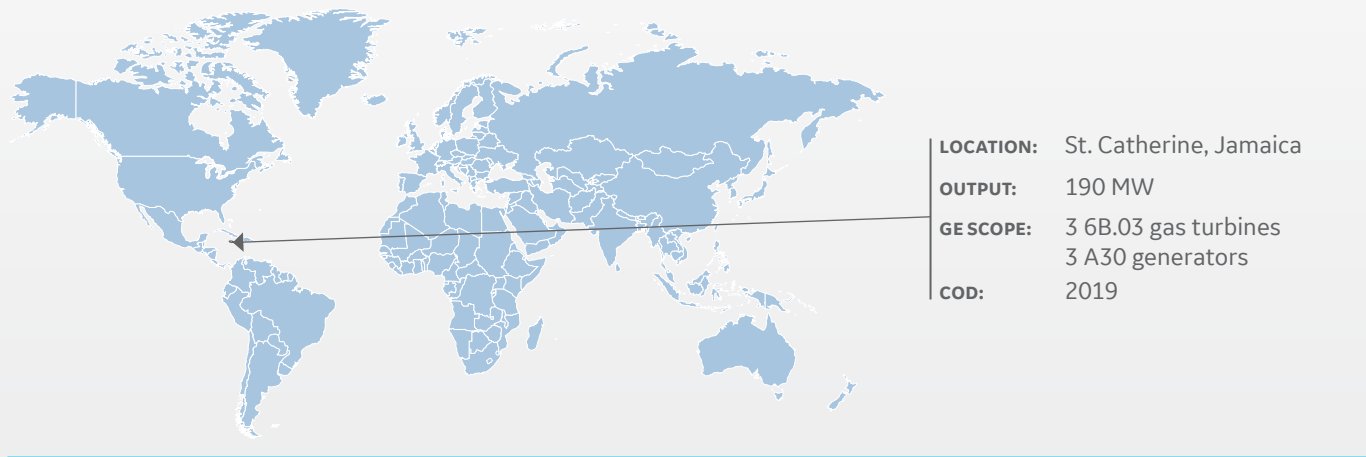 LOCATION: St. Catherine, Jamaica
OUTPUT: 190 MW
GE SCOPE: 3 6B.03 gas turbines
3 A30 generators
COD: 2019